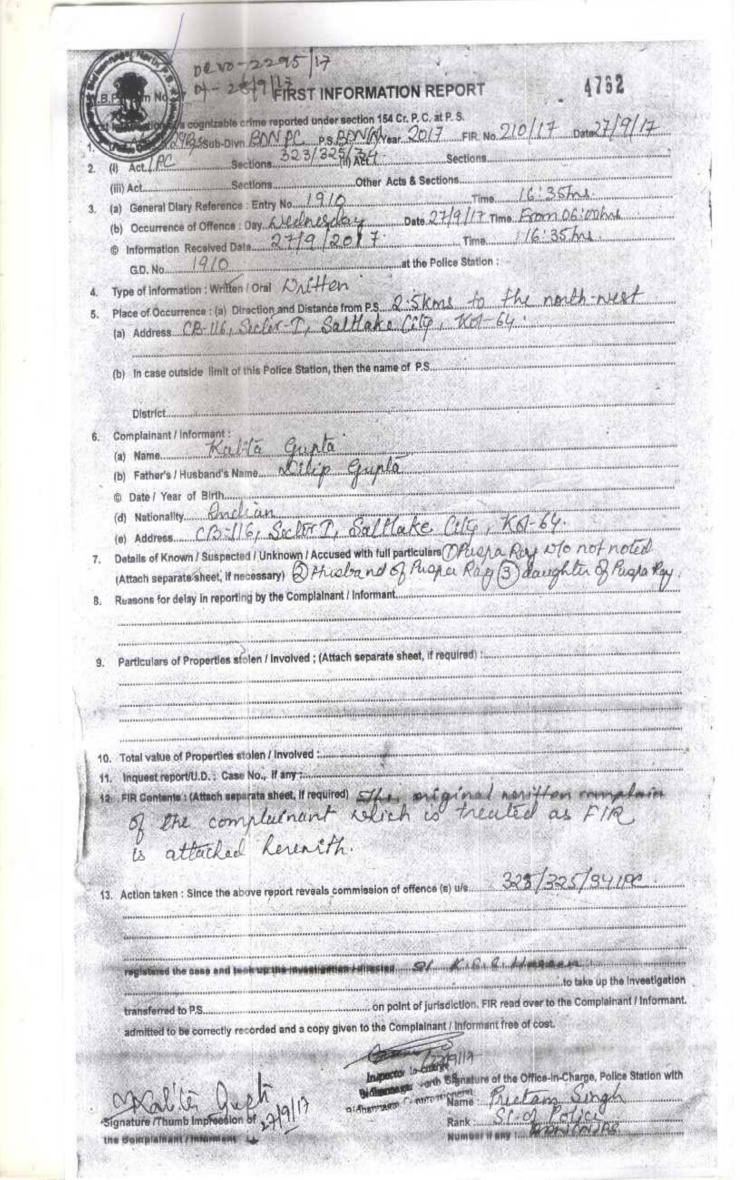 DRNO-2295/17
Dt- 28/9/17
FIRST INFORMATION REPORT
4762
cognizable crime reported under section 154 Cr. P. C. at P. S.
1. Sub-Divn BDN PC P.S. BDN(N) Year 2017 FIR No. 210/17 Date 27/9/17
2. (i) Act IPC Sections 323/325/34 (ii) Act Sections
(iii) Act Sections Other Acts & Sections
3. (a) General Diary Reference : Entry No. 1910 Time 16:35hrs
(b) Occurrence of Offence : Day Wednesday Date 27/9/17 Time From 06:00hrs
© Information Received Date 27/9/2017 Time 16:35hrs
G.D. No. 1910 at the Police Station :
4. Type of Information : Written / Oral Written
5. Place of Occurrence : (a) Direction and Distance from P.S. 2.5kms to the north-west
(a) Address CB-116, Sector-I, Saltlake City, Kol-64.
(b) In case outside limit of this Police Station, then the name of P.S.
District
6. Complainant / Informant :
(a) Name Kabita Gupta
(b) Father's / Husband's Name Dilip Gupta
© Date / Year of Birth
(d) Nationality Indian
(e) Address CB-116, Sector I, Saltlake City, Kol-64.
7. Details of Known / Suspected / Unknown / Accused with full particulars ① Puspa Ray W/o not noted
(Attach separate sheet, if necessary) ② Husband of Puspa Ray ③ daughter of Puspa Ray.
8. Reasons for delay in reporting by the Complainant / Informant
9. Particulars of Properties stolen / Involved ; (Attach separate sheet, if required) :
10. Total value of Properties stolen / Involved :
11. Inquest report/U.D. : Case No., if any :
12. FIR Contents : (Attach separate sheet, if required) The original written complain
of the complainant which is treated as FIR
is attached herewith.
13. Action taken : Since the above report reveals commission of offence (s) u/s 323/325/34 IPC
registered the case and took up the investigation / directed SI K.G.R. Hassan
to take up the investigation
transferred to P.S. on point of jurisdiction. FIR read over to the Complainant / Informant.
admitted to be correctly recorded and a copy given to the Complainant / Informant free of cost.
27/9/17
Inspector In-charge
Signature of the Office-In-Charge, Police Station with
Kabita Gupta
27/9/17
Name : Preetam Singh
Signature /Thumb Impression of
Rank : SI of Police
the Complainant / Informant
Number if any :